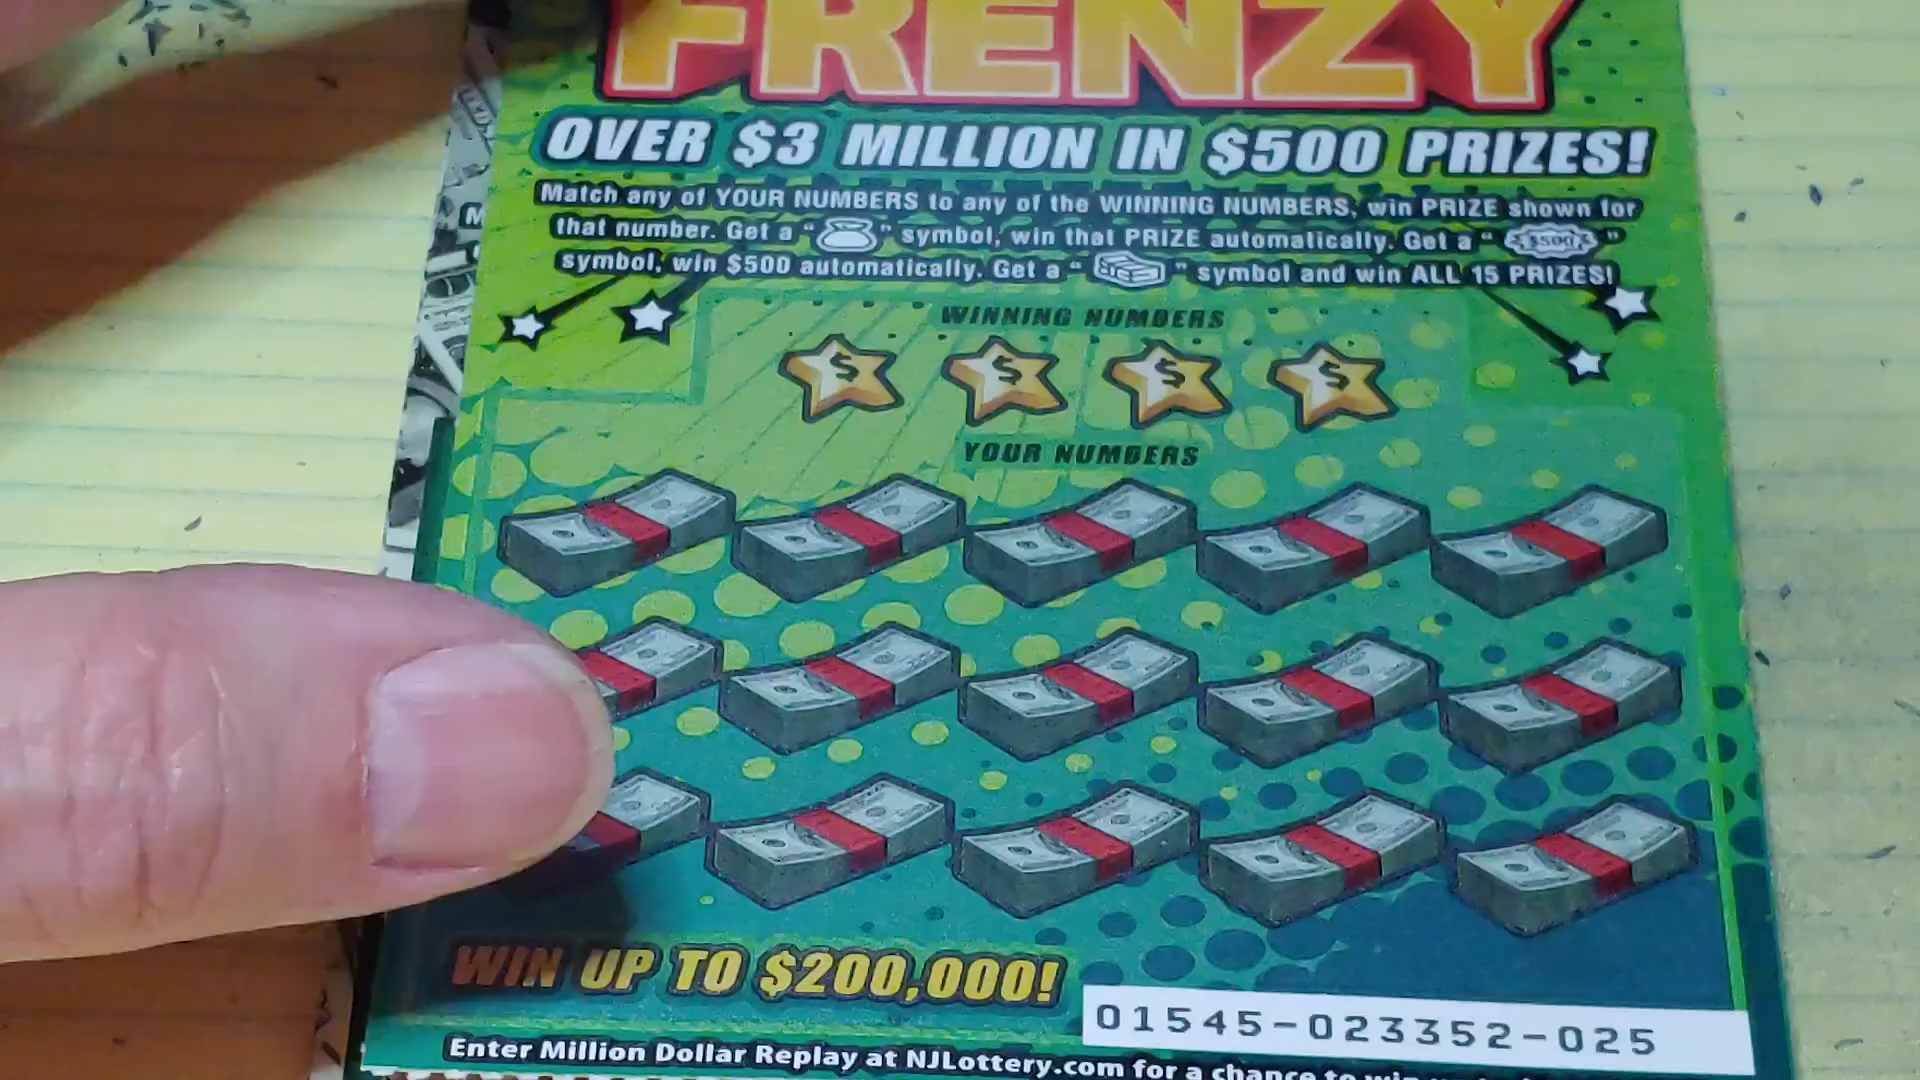 FRENZY
OVER $3 MILLION IN $500 PRIZES!
Match any of YOUR NUMBERS to any of the WINNING NUMBERS, win PRIZE shown for
that number. Get a " " symbol, win that PRIZE automatically. Get a " $500 "
symbol, win $500 automatically. Get a " " symbol and win ALL 15 PRIZES!
WINNING NUMBERS
$ $ $ $
YOUR NUMBERS
WIN UP TO $200,000!
01545-023352-025
Enter Million Dollar Replay at NJLottery.com for a chance to win